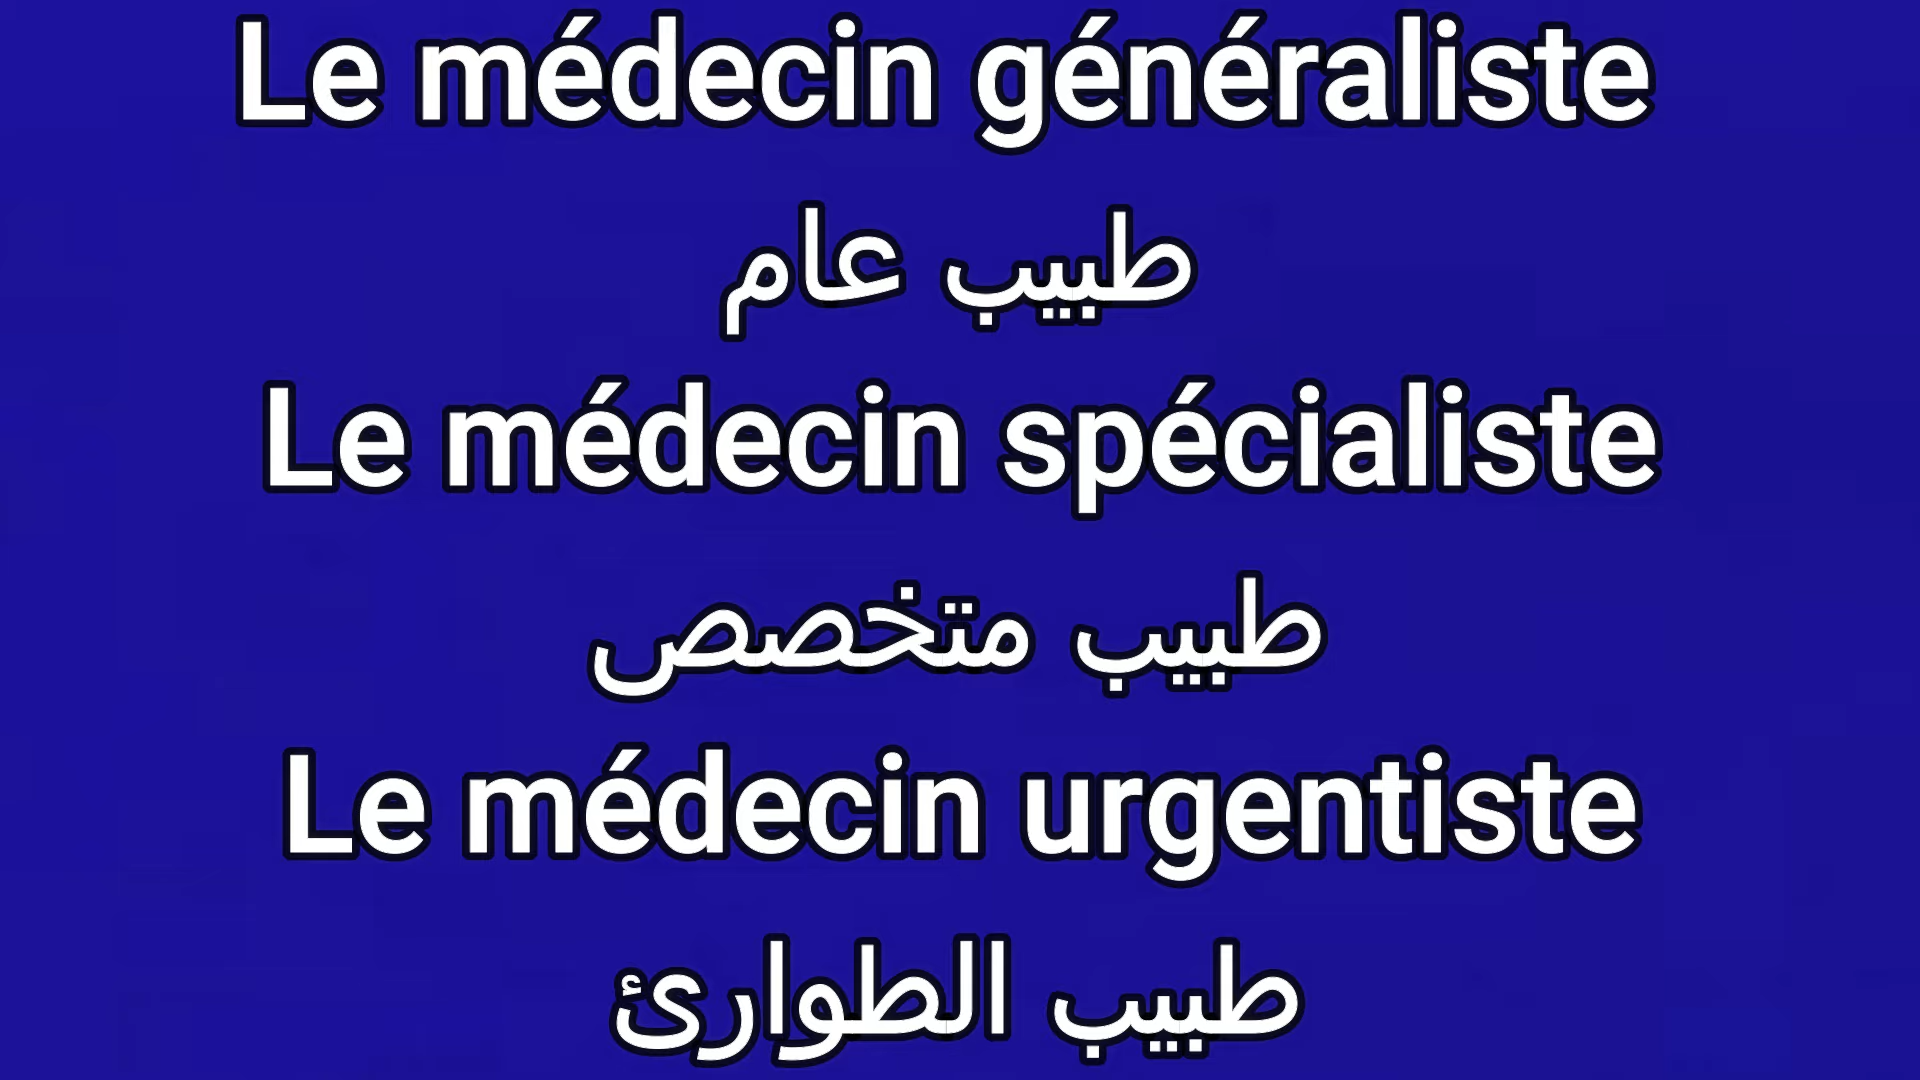 Le médecin généraliste
طبيب عام
Le médecin spécialiste
طبيب متخصص
Le médecin urgentiste
طبيب الطوارئ